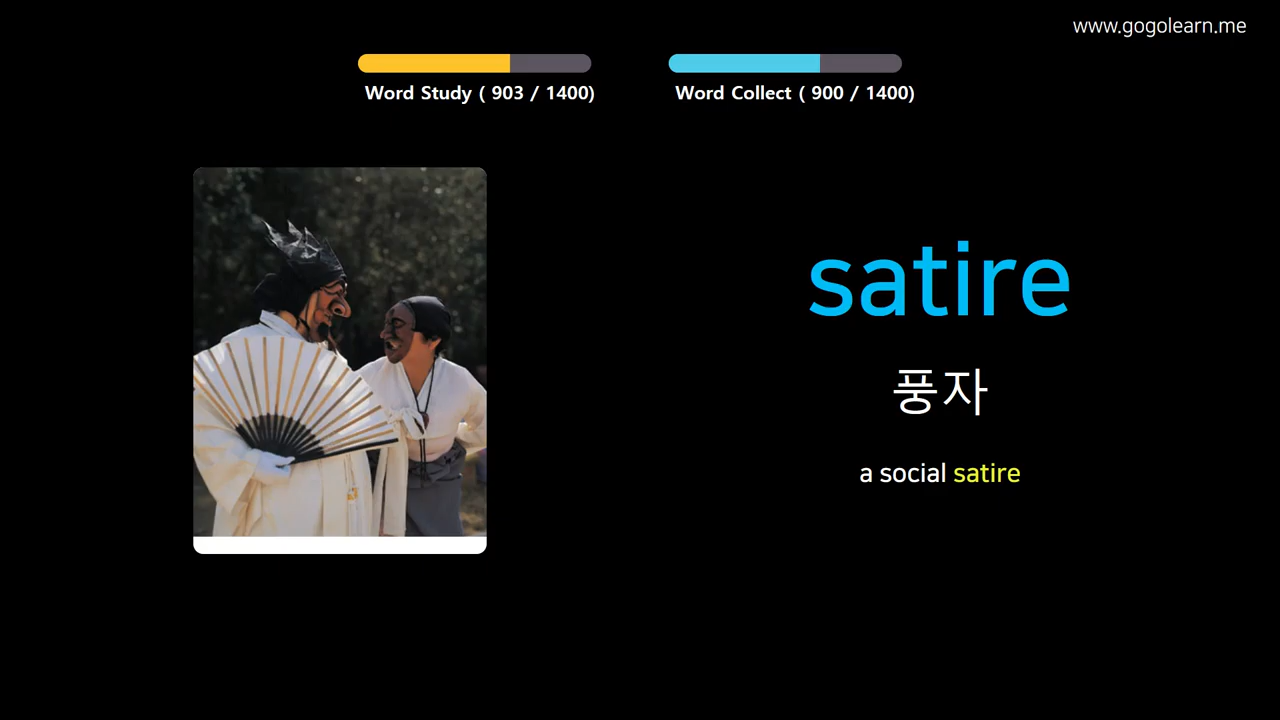 www.gogolearn.me
Word Study ( 903 / 1400)
Word Collect ( 900 / 1400)
satire
풍자
a social satire